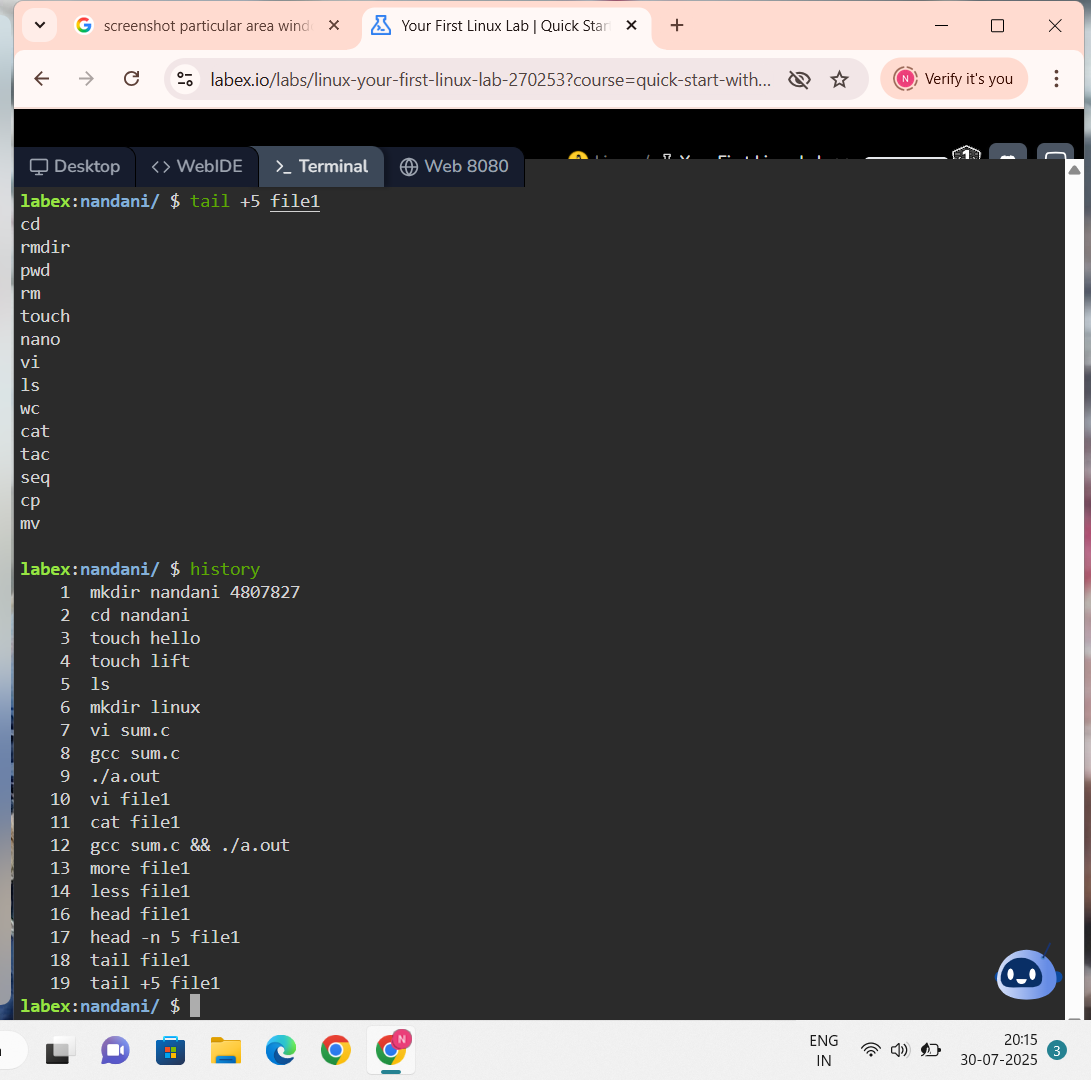 screenshot particular area wind
Your First Linux Lab | Quick Star
labex.io/labs/linux-your-first-linux-lab-270253?course=quick-start-with...
N
Verify it's you
Desktop
WebIDE
Terminal
Web 8080
labex:nandani/ $ tail +5 file1
cd
rmdir
pwd
rm
touch
nano
vi
ls
wc
cat
tac
seq
cp
mv
labex:nandani/ $ history
1 mkdir nandani 4807827
2 cd nandani
3 touch hello
4 touch lift
5 ls
6 mkdir linux
7 vi sum.c
8 gcc sum.c
9 ./a.out
10 vi file1
11 cat file1
12 gcc sum.c && ./a.out
13 more file1
14 less file1
16 head file1
17 head -n 5 file1
18 tail file1
19 tail +5 file1
labex:nandani/ $
N
ENG
IN
20:15
30-07-2025
3